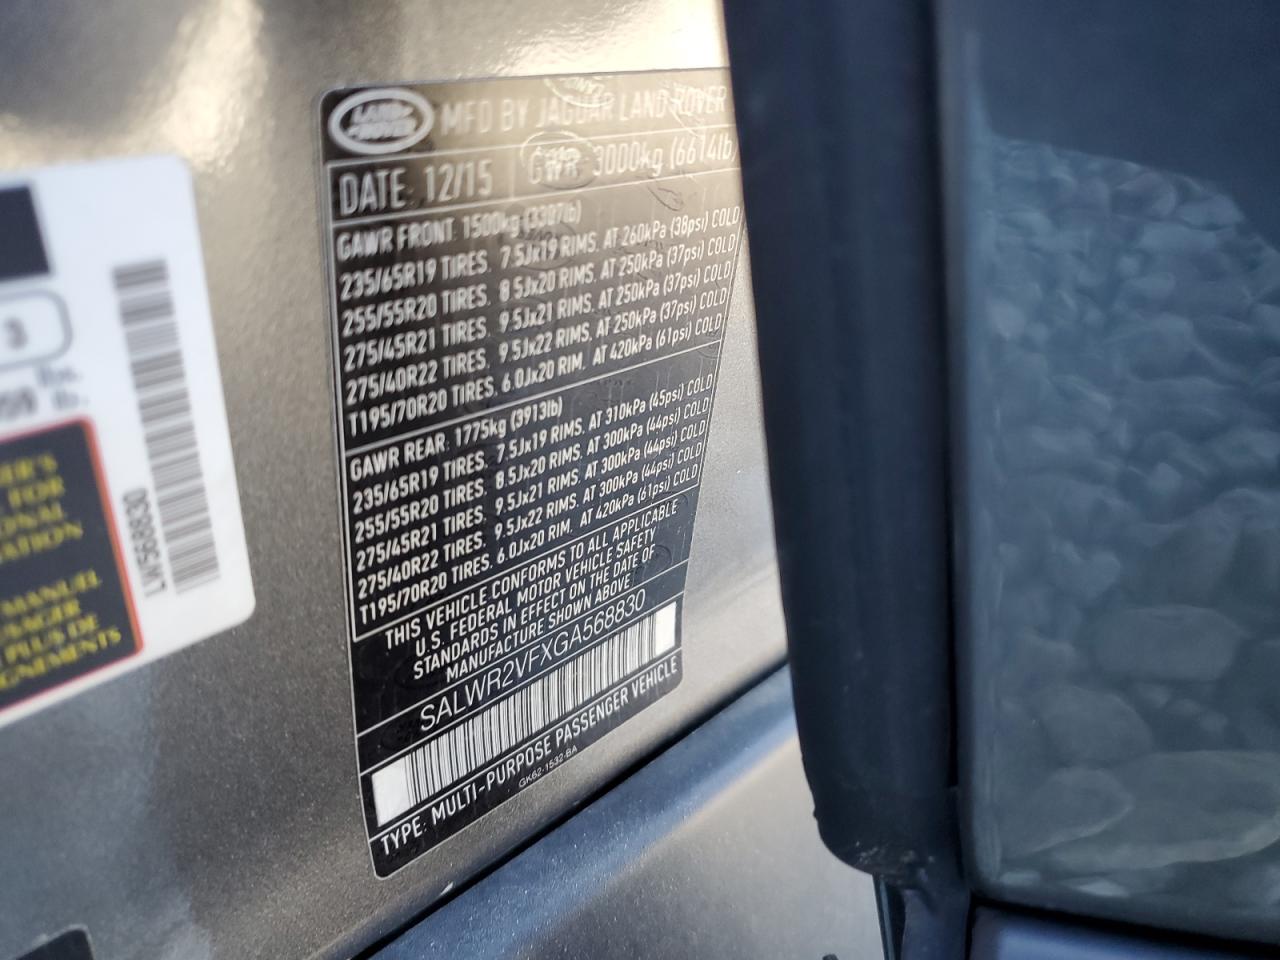 LAND ROVER
MFD BY JAGUAR LAND ROVER
DATE: 12/15 GWR 3000kg (6614lb)
GAWR FRONT 1500kg (3307lb)
235/65R19 TIRES, 7.5Jx19 RIMS, AT 260kPa (38psi) COLD
255/55R20 TIRES, 8.5Jx20 RIMS, AT 250kPa (37psi) COLD
275/45R21 TIRES, 9.5Jx21 RIMS, AT 250kPa (37psi) COLD
275/40R22 TIRES, 9.5Jx22 RIMS, AT 250kPa (37psi) COLD
T195/70R20 TIRES, 6.0Jx20 RIM, AT 420kPa (61psi) COLD
GAWR REAR: 1775kg (3913lb)
235/65R19 TIRES, 7.5Jx19 RIMS, AT 310kPa (45psi) COLD
255/55R20 TIRES, 8.5Jx20 RIMS, AT 300kPa (44psi) COLD
275/45R21 TIRES, 9.5Jx21 RIMS, AT 300kPa (44psi) COLD
275/40R22 TIRES, 9.5Jx22 RIMS, AT 300kPa (44psi) COLD
T195/70R20 TIRES, 6.0Jx20 RIM, AT 420kPa (61psi) COLD
THIS VEHICLE CONFORMS TO ALL APPLICABLE
U.S. FEDERAL MOTOR VEHICLE SAFETY
STANDARDS IN EFFECT ON THE DATE OF
MANUFACTURE SHOWN ABOVE
SALWR2VFXGA568830
TYPE: MULTI-PURPOSE PASSENGER VEHICLE
GK62-1532-BA
3
FOR
MANUEL
PLUS DE
LW568830